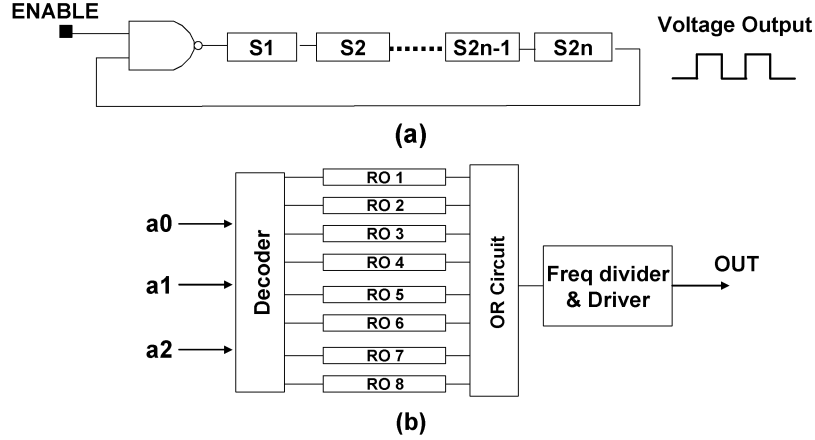 ENABLE
Voltage Output
S1 S2 S2n-1 S2n
(a)
RO 1
RO 2
RO 3
RO 4
RO 5
RO 6
RO 7
RO 8
a0
a1
a2
Decoder
OR Circuit
Freq divider
& Driver
OUT
(b)